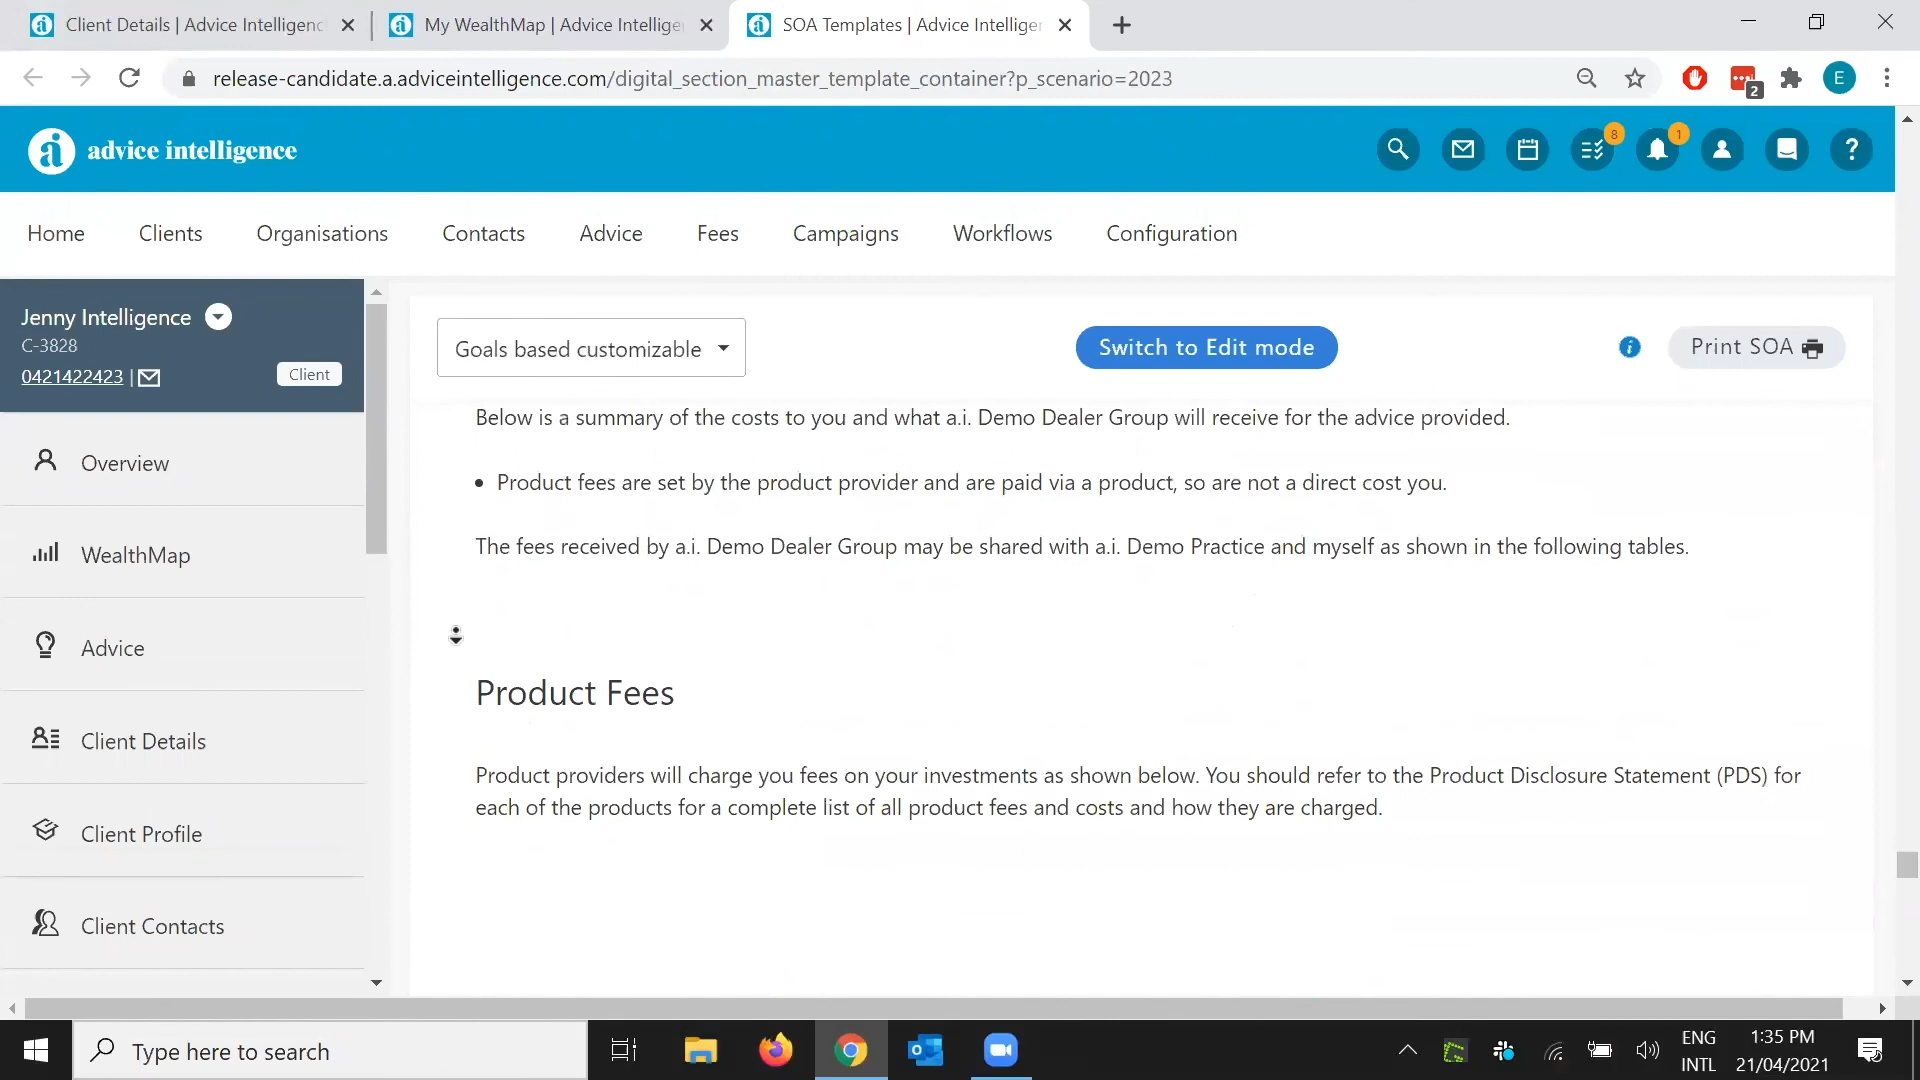 Client Details | Advice Intelligenc
My WealthMap | Advice Intellige
SOA Templates | Advice Intelliger
release-candidate.a.adviceintelligence.com/digital_section_master_template_container?p_scenario=2023
2
E
advice intelligence
8
1
?
Home
Clients
Organisations
Contacts
Advice
Fees
Campaigns
Workflows
Configuration
Jenny Intelligence
C-3828
0421422423 |
Client
Overview
WealthMap
Advice
Client Details
Client Profile
Client Contacts
Goals based customizable
Switch to Edit mode
i
Print SOA
Below is a summary of the costs to you and what a.i. Demo Dealer Group will receive for the advice provided.
• Product fees are set by the product provider and are paid via a product, so are not a direct cost you.
The fees received by a.i. Demo Dealer Group may be shared with a.i. Demo Practice and myself as shown in the following tables.
Product Fees
Product providers will charge you fees on your investments as shown below. You should refer to the Product Disclosure Statement (PDS) for
each of the products for a complete list of all product fees and costs and how they are charged.
Type here to search
ENG
INTL
1:35 PM
21/04/2021